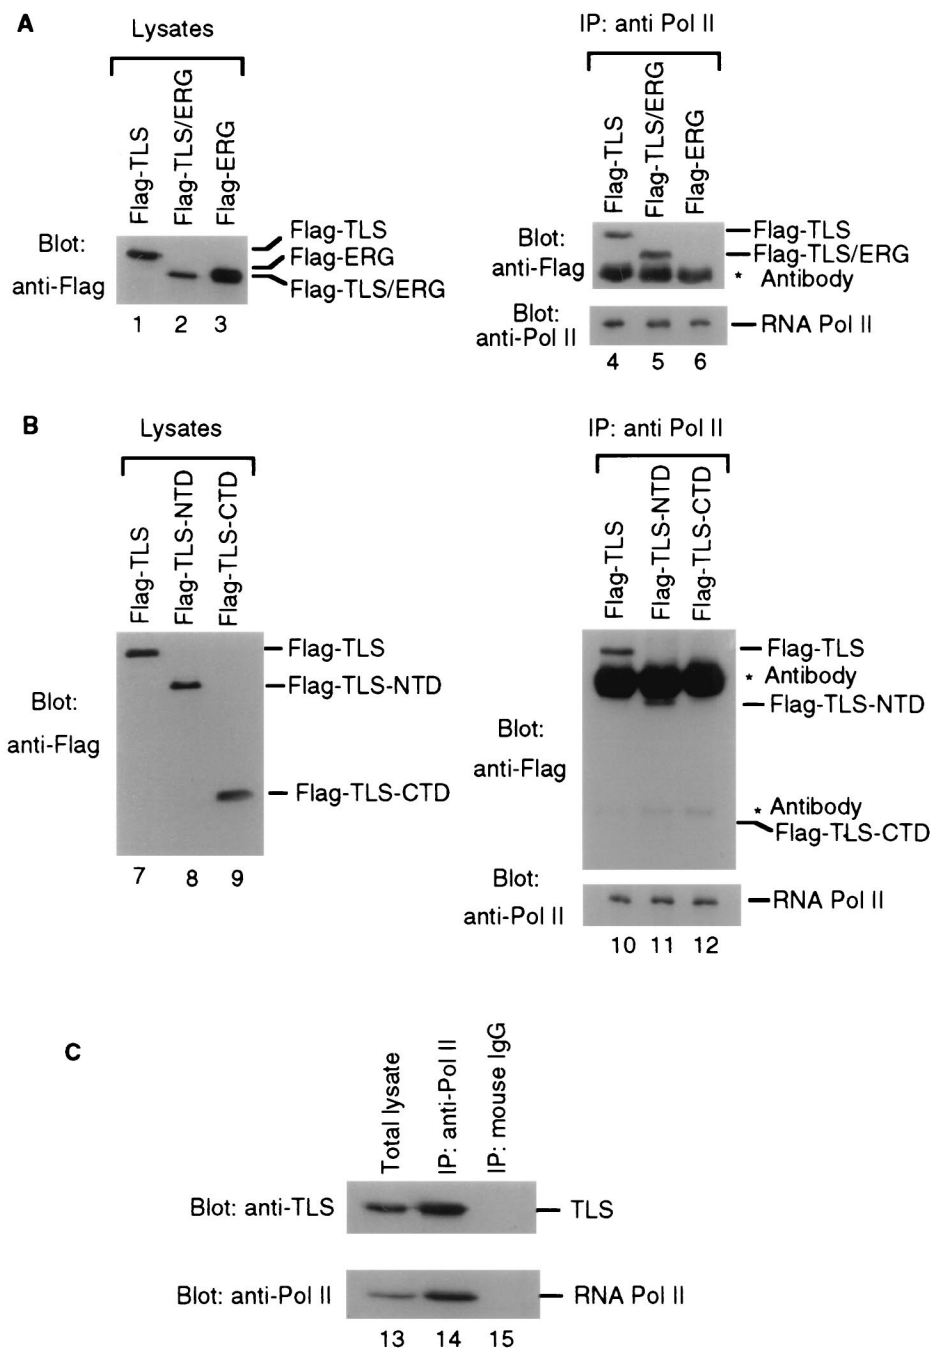 A
Lysates
Flag-TLS
Flag-TLS/ERG
Flag-ERG
Blot:
anti-Flag
Flag-TLS
Flag-ERG
Flag-TLS/ERG
1 2 3
IP: anti Pol II
Flag-TLS
Flag-TLS/ERG
Flag-ERG
Blot:
anti-Flag
Flag-TLS
Flag-TLS/ERG
* Antibody
Blot:
anti-Pol II
RNA Pol II
4 5 6
B
Lysates
Flag-TLS
Flag-TLS-NTD
Flag-TLS-CTD
Blot:
anti-Flag
Flag-TLS
Flag-TLS-NTD
Flag-TLS-CTD
7 8 9
IP: anti Pol II
Flag-TLS
Flag-TLS-NTD
Flag-TLS-CTD
Blot:
anti-Flag
Flag-TLS
* Antibody
Flag-TLS-NTD
* Antibody
Flag-TLS-CTD
Blot:
anti-Pol II
RNA Pol II
10 11 12
C
Total lysate
IP: anti-Pol II
IP: mouse IgG
Blot: anti-TLS
TLS
Blot: anti-Pol II
RNA Pol II
13 14 15